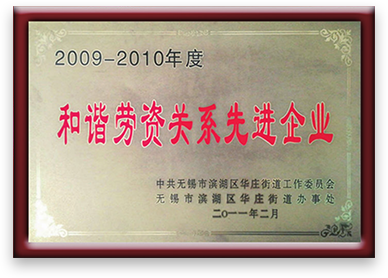 2009-2010年度
和谐劳资关系先进企业
中共无锡市滨湖区华庄街道工作委员会
无锡市滨湖区华庄街道办事处
二〇一一年二月